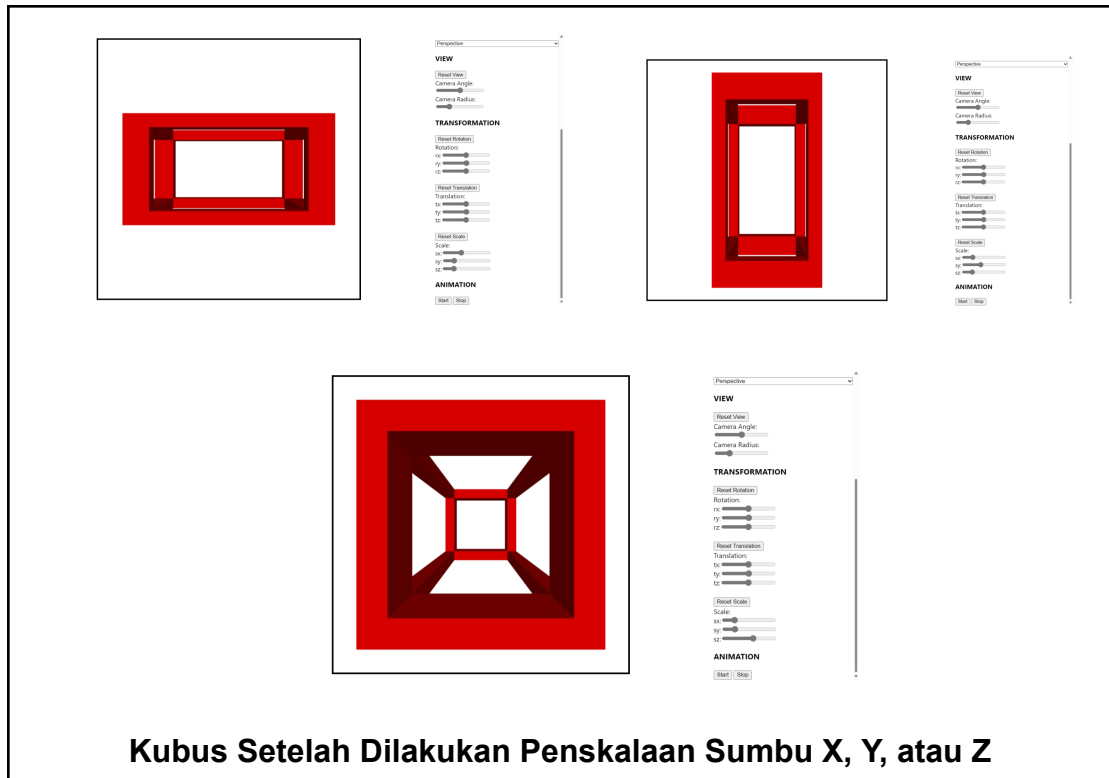 Perspective
VIEW
Reset View
Camera Angle:
Camera Radius:
TRANSFORMATION
Reset Rotation
Rotation:
rx:
ry:
rz:
Reset Translation
Translation:
tx:
ty:
tz:
Reset Scale
Scale:
sx:
sy:
sz:
ANIMATION
Start Stop
Perspective
VIEW
Reset View
Camera Angle:
Camera Radius:
TRANSFORMATION
Reset Rotation
Rotation:
rx:
ry:
rz:
Reset Translation
Translation:
tx:
ty:
tz:
Reset Scale
Scale:
sx:
sy:
sz:
ANIMATION
Start Stop
Perspective
VIEW
Reset View
Camera Angle:
Camera Radius:
TRANSFORMATION
Reset Rotation
Rotation:
rx:
ry:
rz:
Reset Translation
Translation:
tx:
ty:
tz:
Reset Scale
Scale:
sx:
sy:
sz:
ANIMATION
Start Stop
Kubus Setelah Dilakukan Penskalaan Sumbu X, Y, atau Z